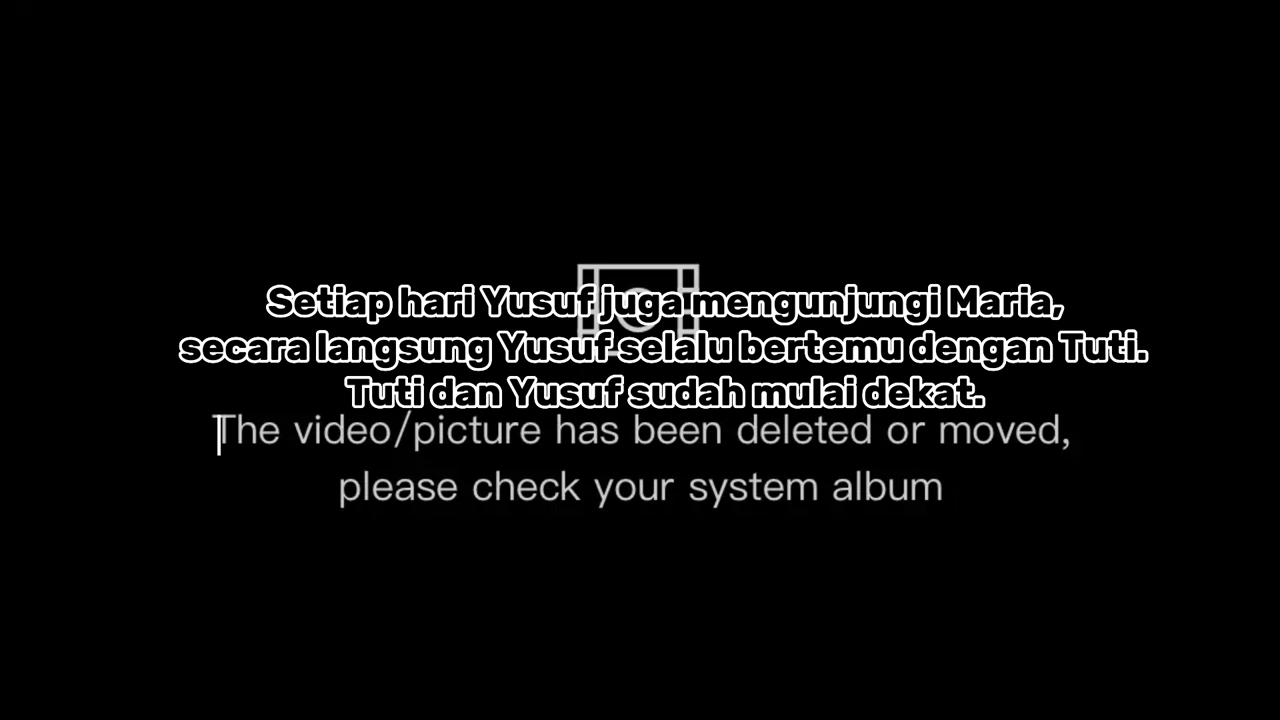 Setiap hari Yusuf juga mengunjungi Maria,
secara langsung Yusuf selalu bertemu dengan Tuti.
Tuti dan Yusuf sudah mulai dekat.
The video/picture has been deleted or moved,
please check your system album